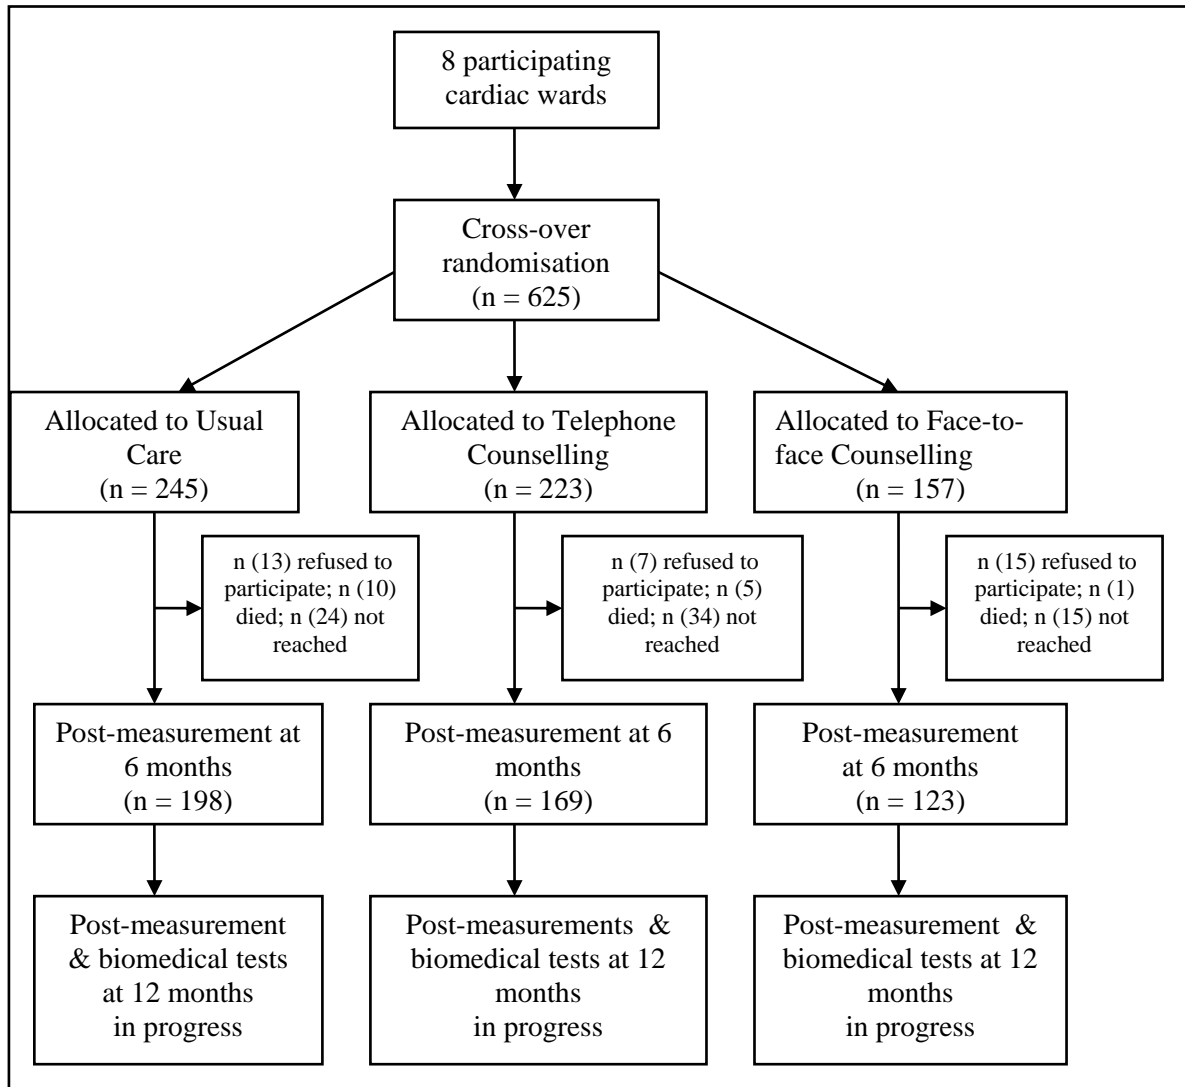 8 participating
cardiac wards
Cross-over
randomisation
(n = 625)
Allocated to Usual
Care
(n = 245)
Allocated to Telephone
Counselling
(n = 223)
Allocated to Face-to-
face Counselling
(n = 157)
n (13) refused to
participate; n (10)
died; n (24) not
reached
n (7) refused to
participate; n (5)
died; n (34) not
reached
n (15) refused to
participate; n (1)
died; n (15) not
reached
Post-measurement at
6 months
(n = 198)
Post-measurement at 6
months
(n = 169)
Post-measurement
at 6 months
(n = 123)
Post-measurement
& biomedical tests
at 12 months
in progress
Post-measurements & 
biomedical tests at 12
months
in progress
Post-measurement &
biomedical tests at 12
months
in progress